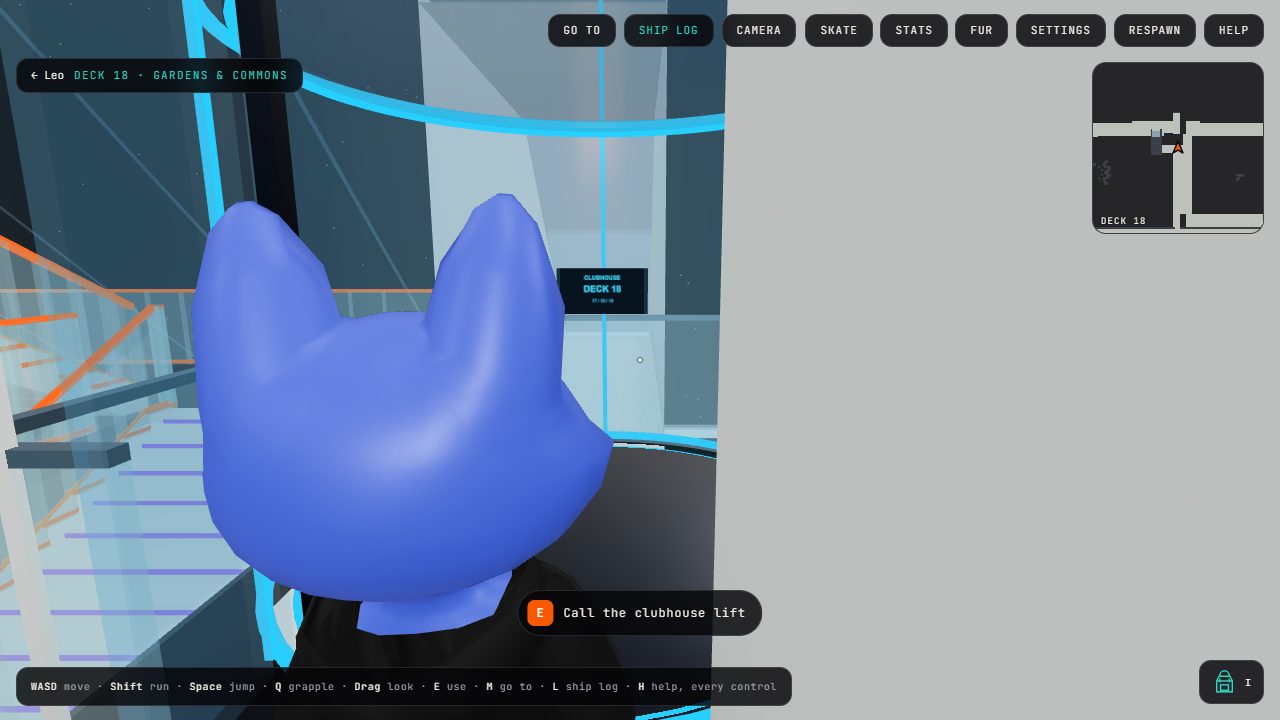 GO TO
SHIP LOG
CAMERA
SKATE
STATS
FUR
SETTINGS
RESPAWN
HELP
← Leo DECK 18 · GARDENS & COMMONS
DECK 18
CLUBHOUSE
DECK 18
E Call the clubhouse lift
WASD move · Shift run · Space jump · Q grapple · Drag look · E use · M go to · L ship log · H help, every control
I